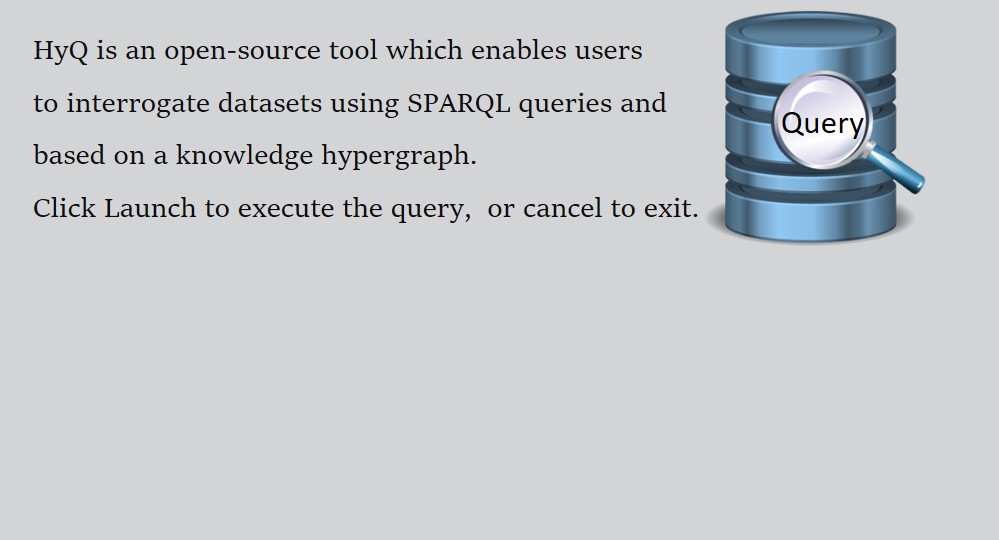 HyQ is an open-source tool which enables users
to interrogate datasets using SPARQL queries and
based on a knowledge hypergraph.
Click Launch to execute the query,  or cancel to exit.
Query